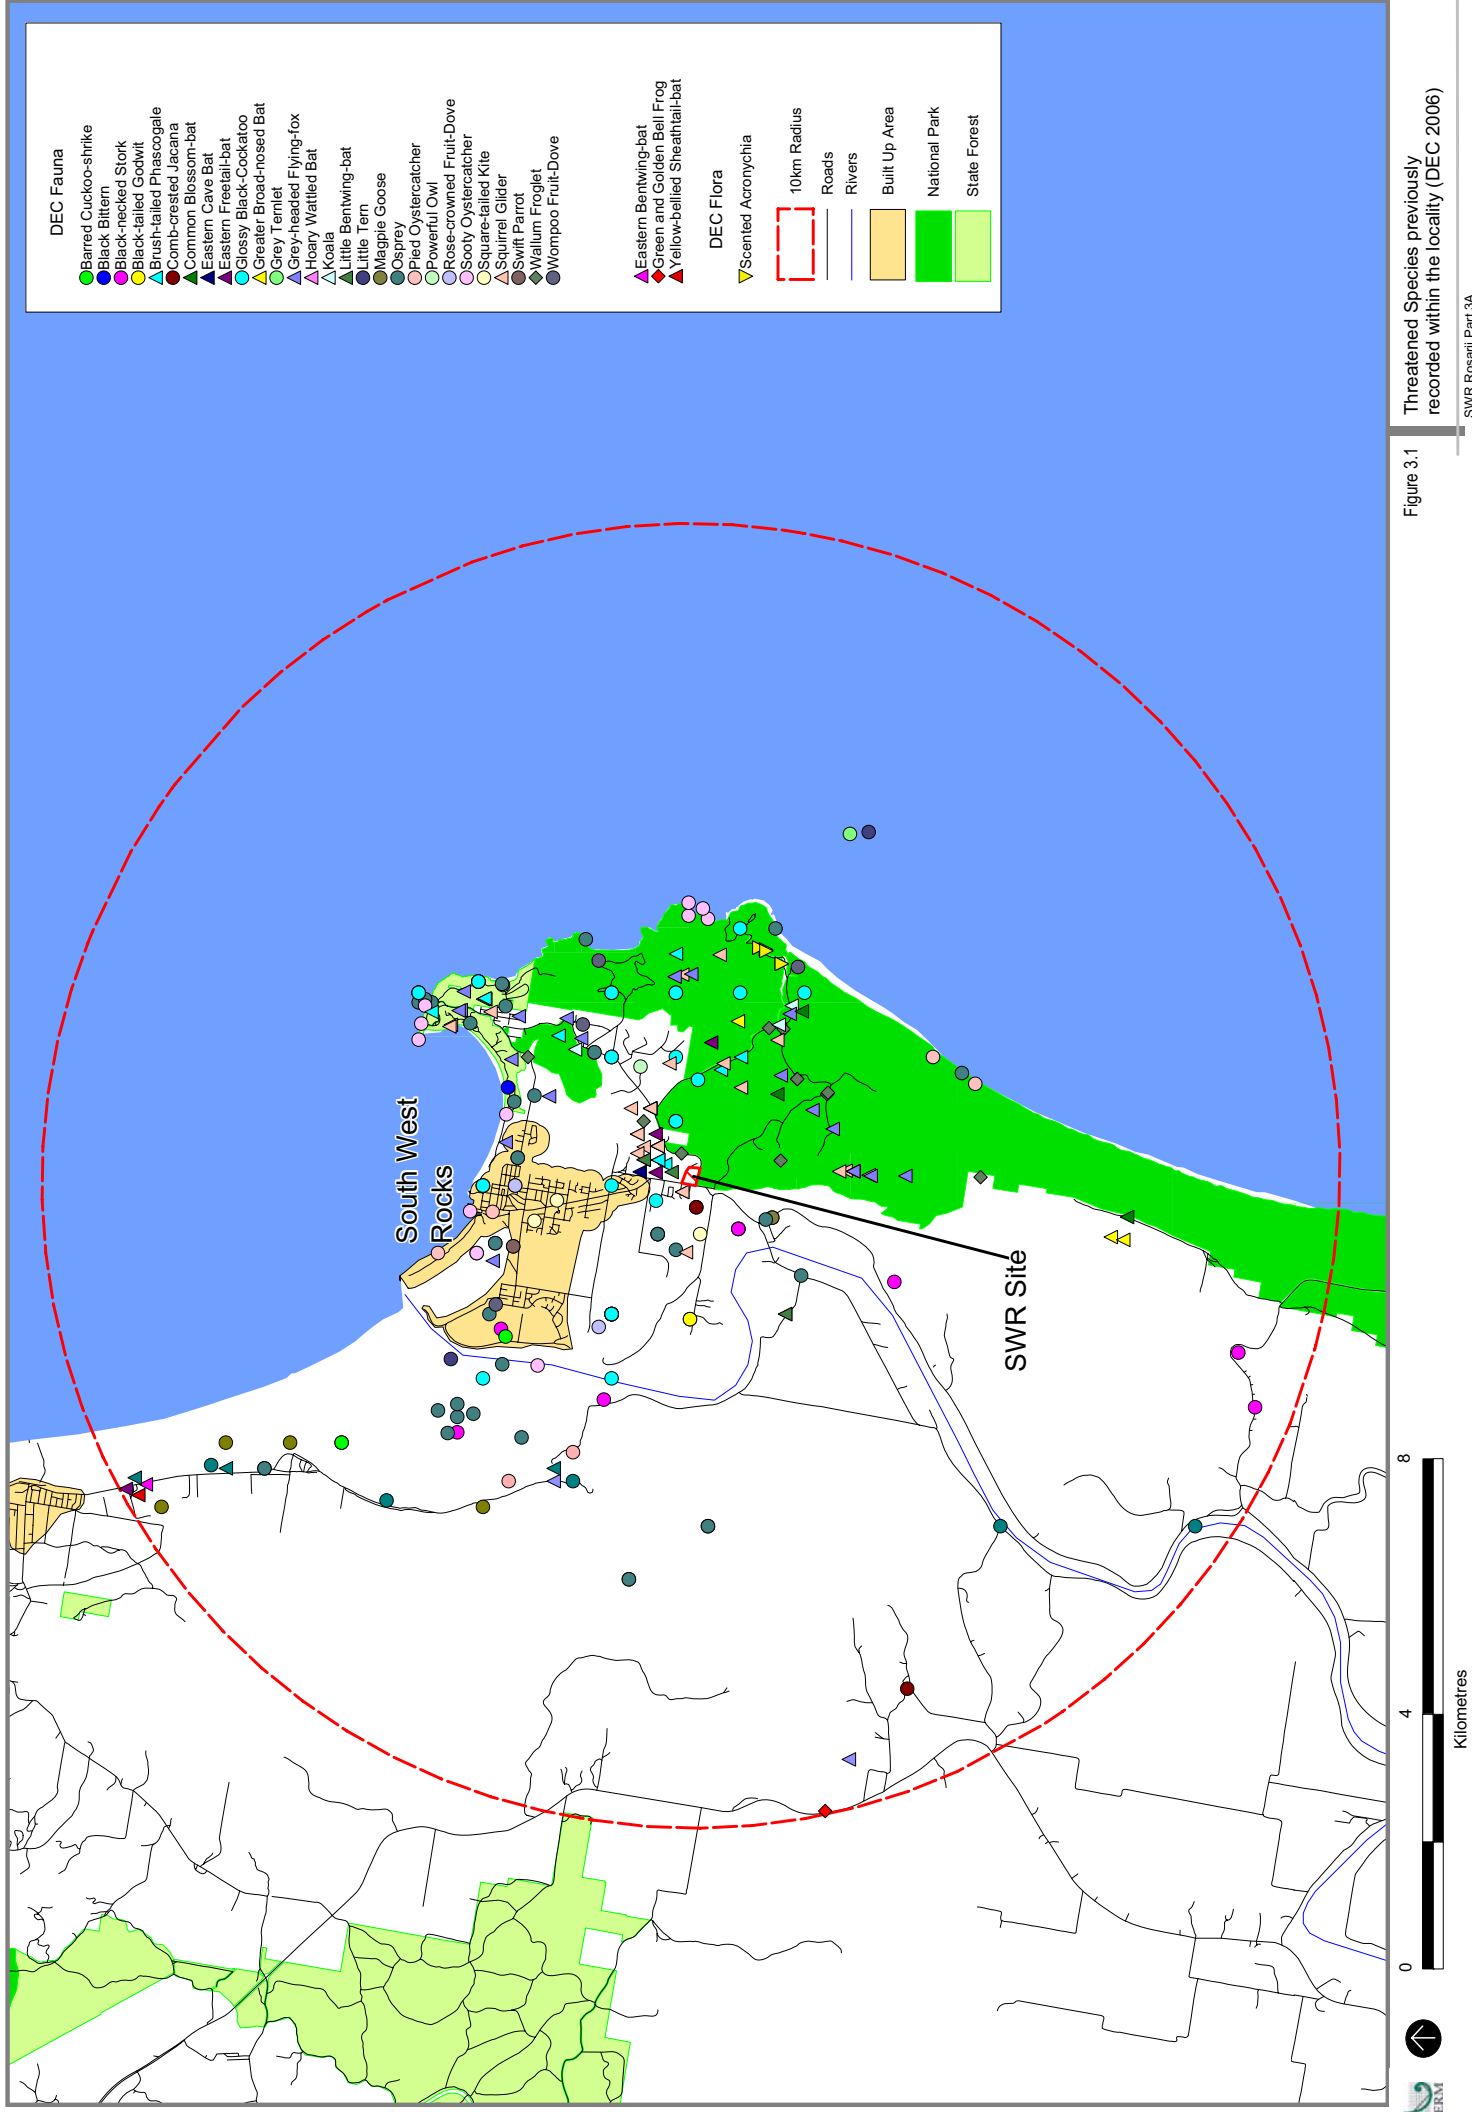 DEC Fauna
Barred Cuckoo-shrike
Black Bittern
Black-necked Stork
Black-tailed Godwit
Brush-tailed Phascogale
Comb-crested Jacana
Common Blossom-bat
Eastern Cave Bat
Eastern Freetail-bat
Glossy Black-Cockatoo
Greater Broad-nosed Bat
Grey Ternlet
Grey-headed Flying-fox
Hoary Wattled Bat
Koala
Little Bentwing-bat
Little Tern
Magpie Goose
Osprey
Pied Oystercatcher
Powerful Owl
Rose-crowned Fruit-Dove
Sooty Oystercatcher
Square-tailed Kite
Squirrel Glider
Swift Parrot
Wallum Froglet
Wompoo Fruit-Dove
Eastern Bentwing-bat
Green and Golden Bell Frog
Yellow-bellied Sheathtail-bat
DEC Flora
Scented Acronychia
10km Radius
Roads
Rivers
Built Up Area
National Park
State Forest
South West
Rocks
SWR Site
0
4
8
Kilometres
ERM
Figure 3.1
Threatened Species previously
recorded within the locality (DEC 2006)
SWR Rosarii Part 3A